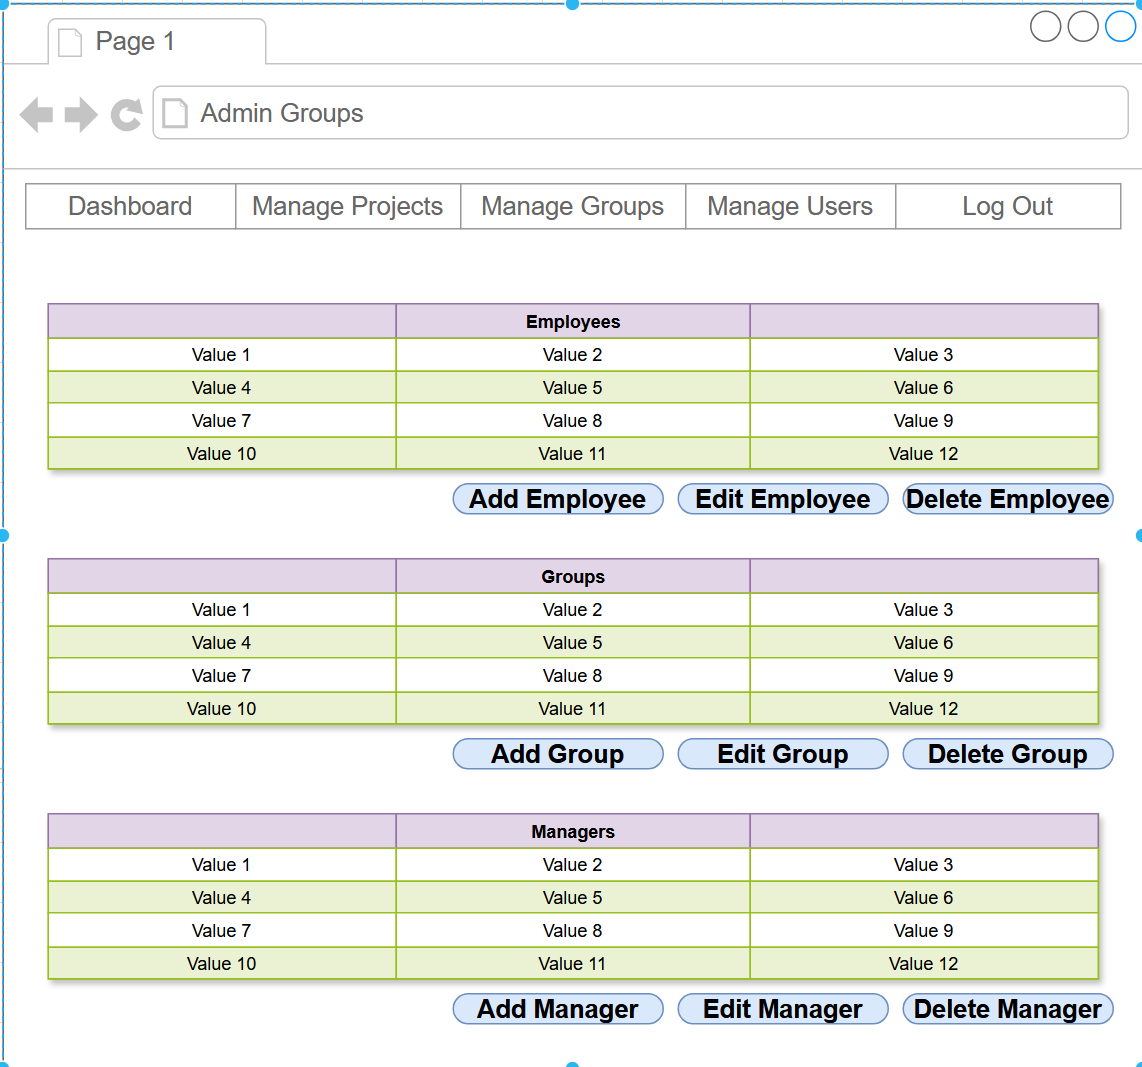 Page 1
Admin Groups
Dashboard Manage Projects Manage Groups Manage Users Log Out
Employees
Value 1 Value 2 Value 3
Value 4 Value 5 Value 6
Value 7 Value 8 Value 9
Value 10 Value 11 Value 12
Add Employee Edit Employee Delete Employee
Groups
Value 1 Value 2 Value 3
Value 4 Value 5 Value 6
Value 7 Value 8 Value 9
Value 10 Value 11 Value 12
Add Group Edit Group Delete Group
Managers
Value 1 Value 2 Value 3
Value 4 Value 5 Value 6
Value 7 Value 8 Value 9
Value 10 Value 11 Value 12
Add Manager Edit Manager Delete Manager